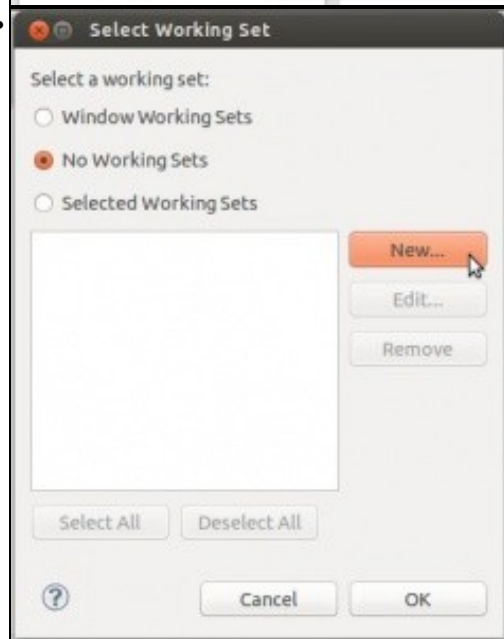 Select Working Set
Select a working set:
Window Working Sets
No Working Sets
Selected Working Sets
New...
Edit...
Remove
Select All Deselect All
? Cancel OK